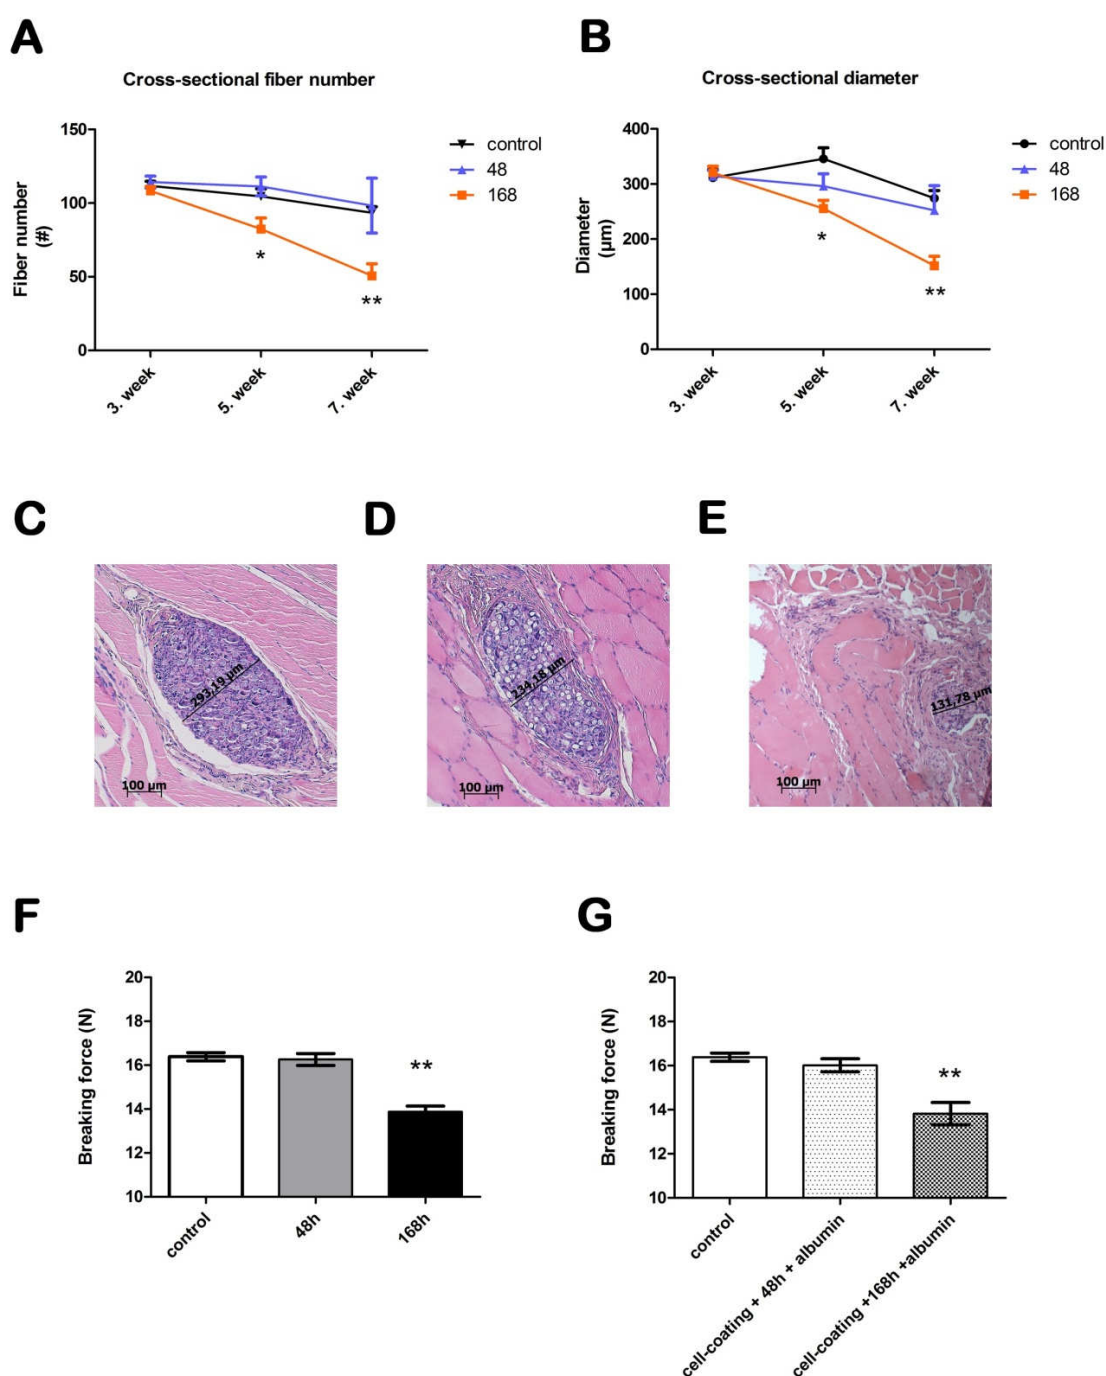 A
Cross-sectional fiber number
Fiber number
(#)
150
100
50
0
3. week
5. week
7. week
*
**
control
48
168
B
Cross-sectional diameter
Diameter
(µm)
400
300
200
100
0
3. week
5. week
7. week
*
**
control
48
168
C
293,19 µm
100 µm
D
234,18 µm
100 µm
E
131,78 µm
100 µm
F
Breaking force (N)
20
18
16
14
12
10
**
control
48h
168h
G
Breaking force (N)
20
18
16
14
12
10
**
control
cell-coating + 48h + albumin
cell-coating +168h +albumin